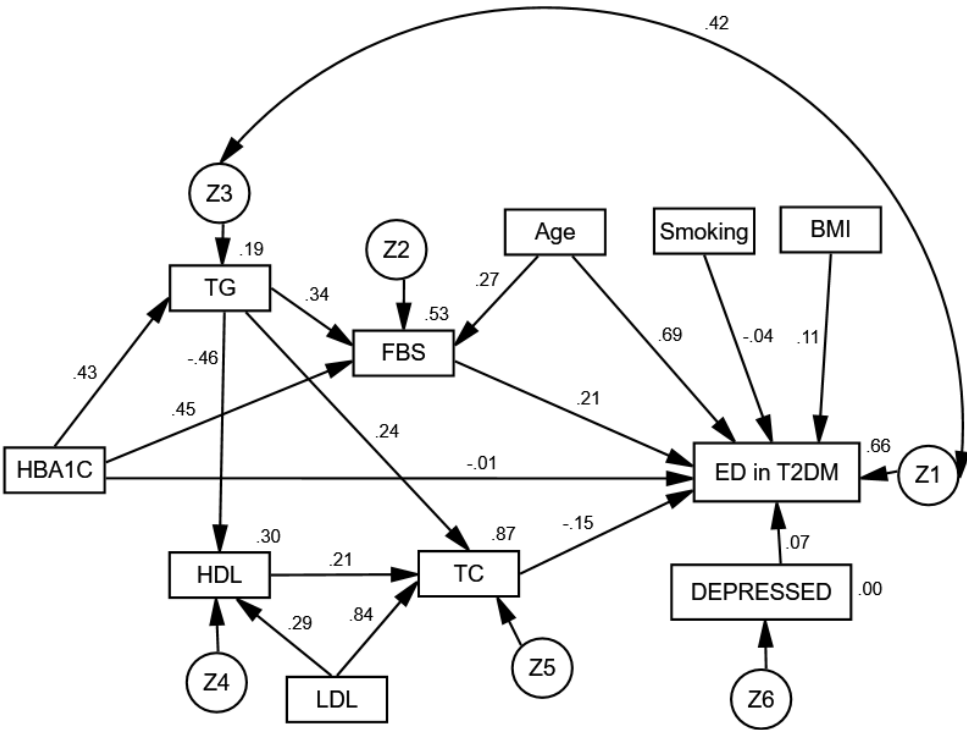 .42
Z3
.19
Age
Smoking
BMI
Z2
TG
.34
.27
.53
FBS
-.46
.69
-.04
.11
.43
.45
.21
.24
.66
HBA1C
-.01
ED in T2DM
Z1
.30
.87
-.15
.07
HDL
.21
TC
DEPRESSED
.00
.29
.84
Z4
LDL
Z5
Z6